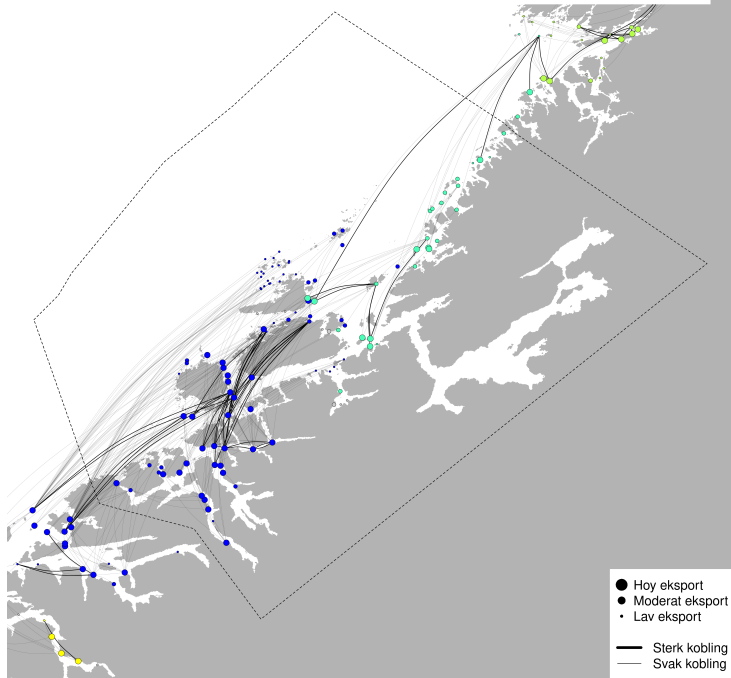 Hoy eksport
Moderat eksport
Lav eksport
Sterk kobling
Svak kobling